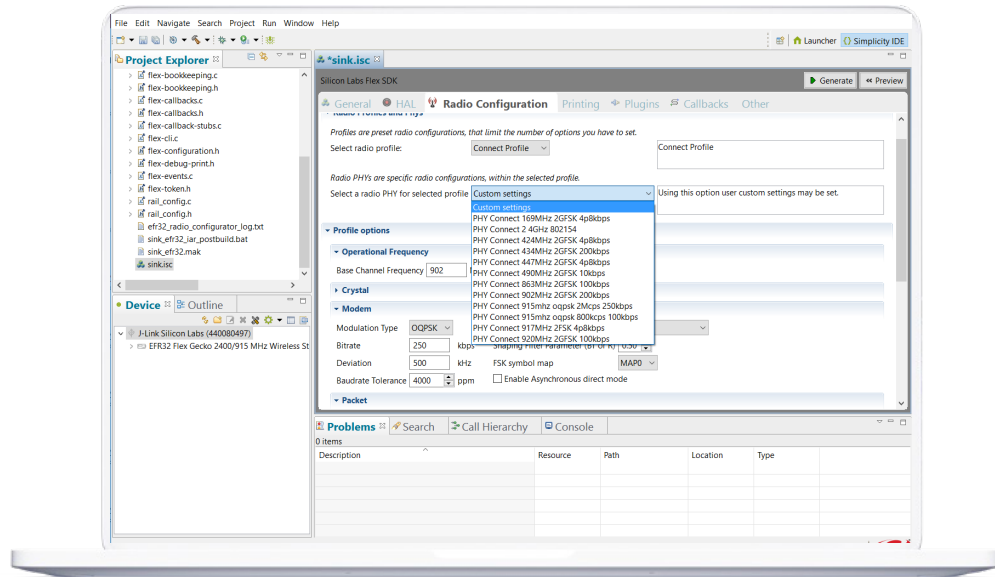 File Edit Navigate Search Project Run Window Help
Launcher Simplicity IDE
Project Explorer
flex-bookkeeping.c
flex-bookkeeping.h
flex-callbacks.c
flex-callbacks.h
flex-callback-stubs.c
flex-cli.c
flex-configuration.h
flex-debug-print.h
flex-events.c
flex-token.h
rail_config.c
rail_config.h
efr32_radio_configurator_log.txt
sink_efr32_iar_postbuild.bat
sink_efr32.mak
sink.isc
Device Outline
J-Link Silicon Labs (440080497)
EFR32 Flex Gecko 2400/915 MHz Wireless St
*sink.isc
Silicon Labs Flex SDK
Generate Preview
General HAL Radio Configuration Printing Plugins Callbacks Other
Radio Profiles and Phys
Profiles are preset radio configurations, that limit the number of options you have to set.
Select radio profile: Connect Profile Connect Profile
Radio PHYs are specific radio configurations, within the selected profile.
Select a radio PHY for selected profile Custom settings Using this option user custom settings may be set.
Custom settings
PHY Connect 169MHz 2GFSK 4p8kbps
PHY Connect 2 4GHz 802154
PHY Connect 424MHz 2GFSK 4p8kbps
PHY Connect 434MHz 2GFSK 200kbps
PHY Connect 447MHz 2GFSK 4p8kbps
PHY Connect 490MHz 2GFSK 10kbps
PHY Connect 863MHz 2GFSK 100kbps
PHY Connect 902MHz 2GFSK 200kbps
PHY Connect 915mhz oqpsk 2Mcps 250kbps
PHY Connect 915mhz oqpsk 800kcps 100kbps
PHY Connect 917MHz 2FSK 4p8kbps
PHY Connect 920MHz 2GFSK 100kbps
Profile options
Operational Frequency
Base Channel Frequency 902
Crystal
Modem
Modulation Type OQPSK
Bitrate 250 kbps Shaping Filter Parameter (BT or R) 0.50
Deviation 500 kHz FSK symbol map MAP0
Baudrate Tolerance 4000 ppm Enable Asynchronous direct mode
Packet
Problems Search Call Hierarchy Console
0 items
Description Resource Path Location Type